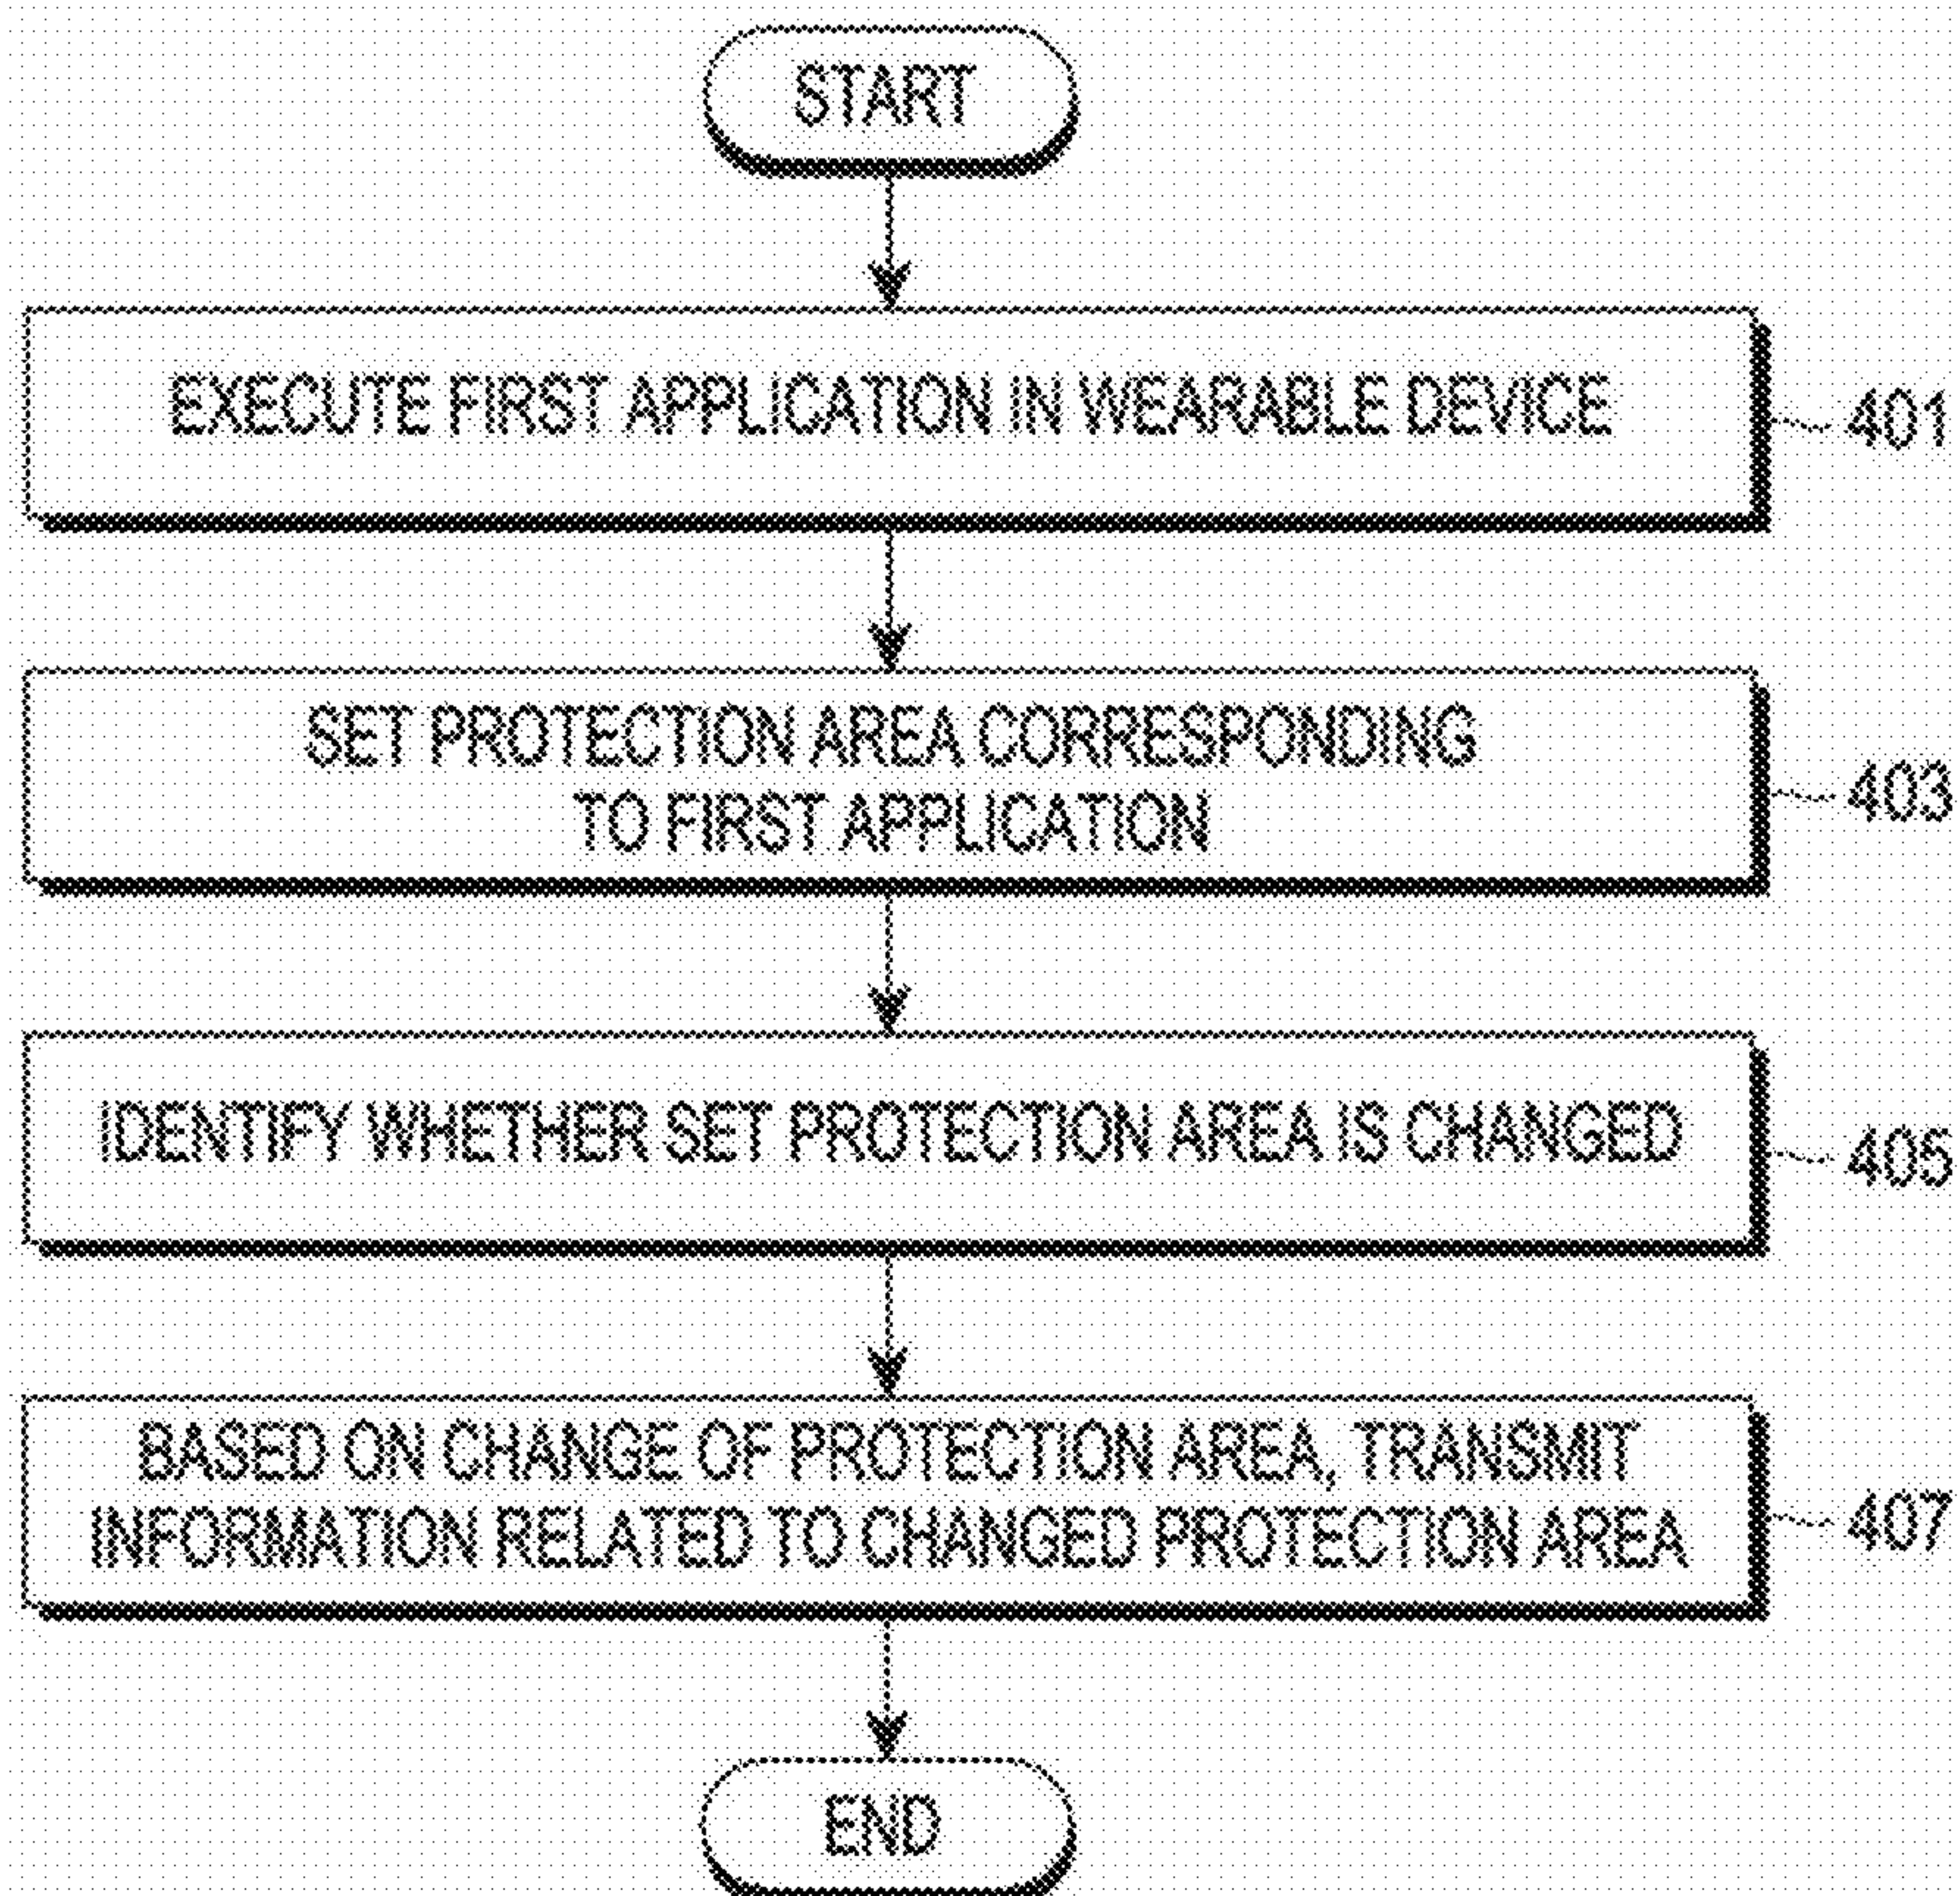 START
EXECUTE FIRST APPLICATION IN WEARABLE DEVICE
401
SET PROTECTION AREA CORRESPONDING
TO FIRST APPLICATION
403
IDENTIFY WHETHER SET PROTECTION AREA IS CHANGED
405
BASED ON CHANGE OF PROTECTION AREA, TRANSMIT
INFORMATION RELATED TO CHANGED PROTECTION AREA
407
END